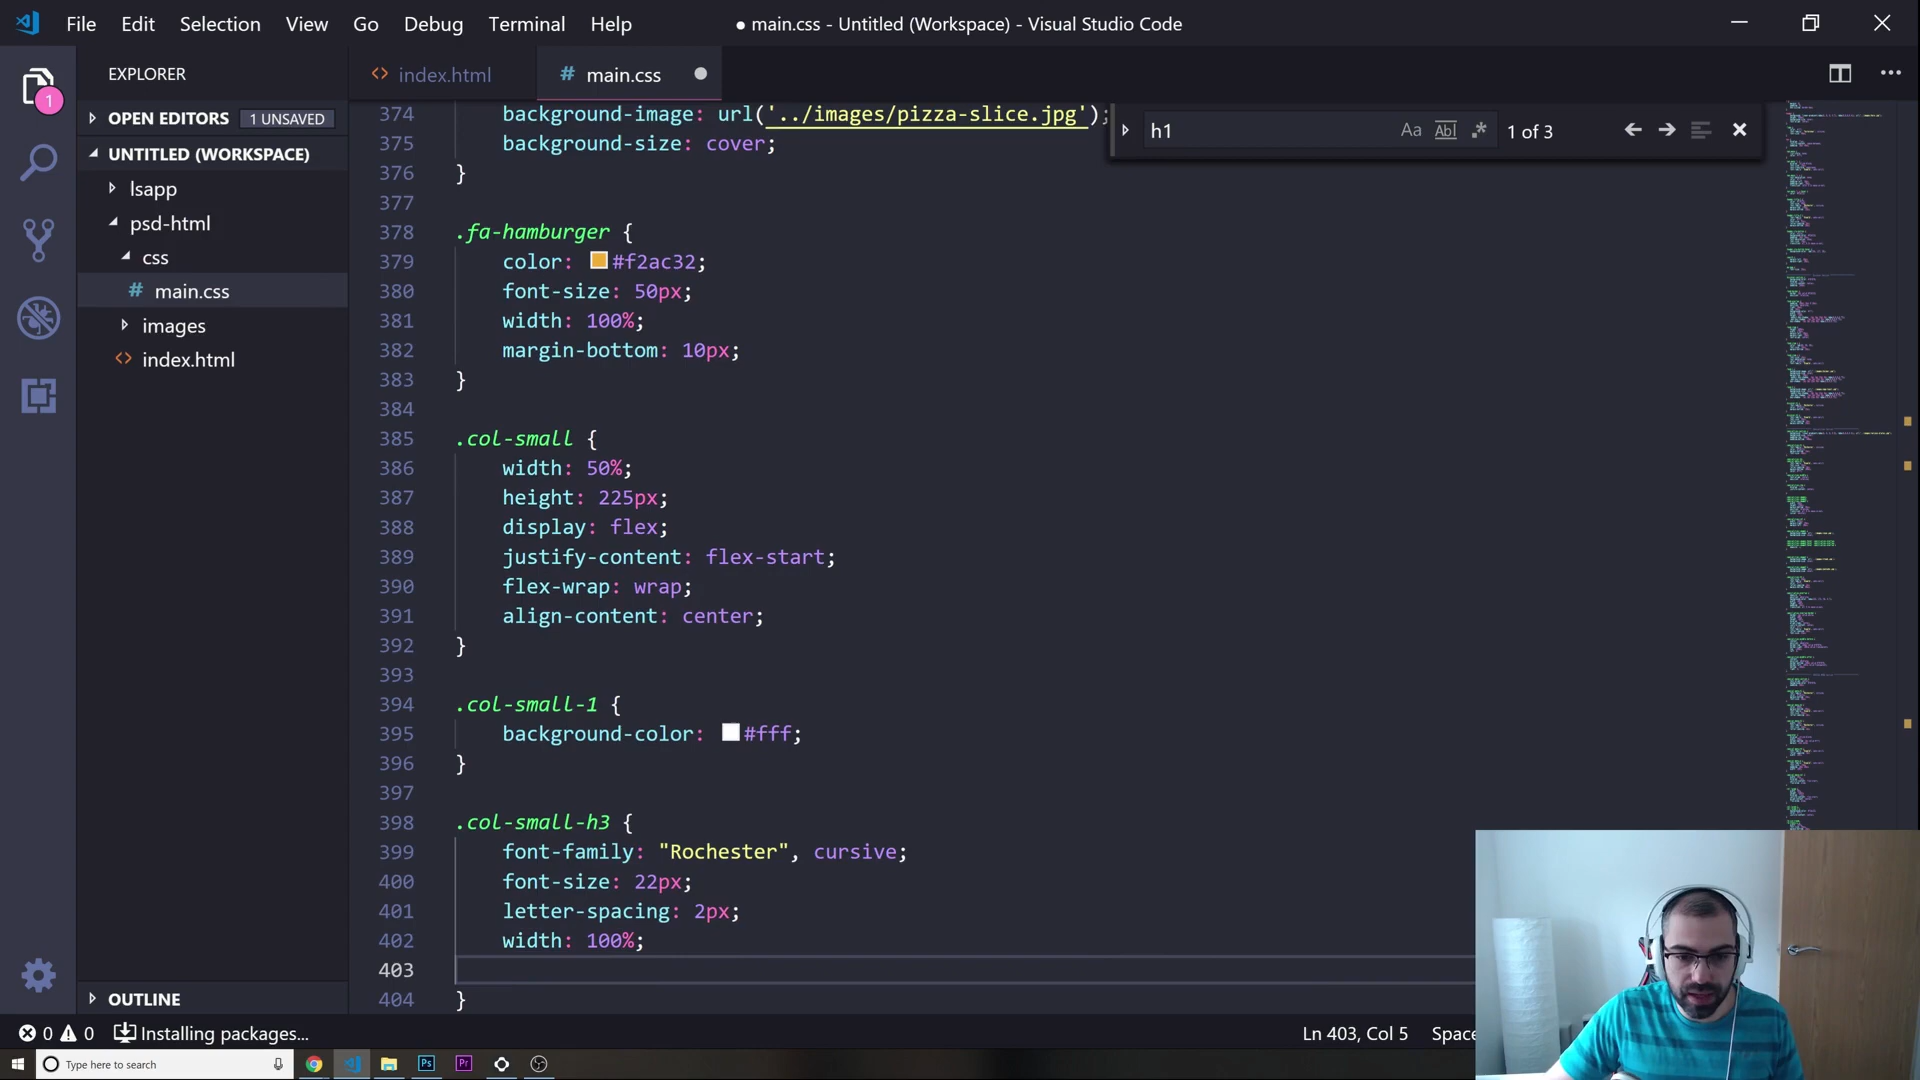 File Edit Selection View Go Debug Terminal Help
● main.css - Untitled (Workspace) - Visual Studio Code
EXPLORER
OPEN EDITORS 1 UNSAVED
UNTITLED (WORKSPACE)
lsapp
psd-html
css
# main.css
images
<> index.html
OUTLINE
1
<> index.html
# main.css
h1
Aa Abl .* 1 of 3
374 background-image: url('../images/pizza-slice.jpg');
375 background-size: cover;
376 }
377
378 .fa-hamburger {
379 color: #f2ac32;
380 font-size: 50px;
381 width: 100%;
382 margin-bottom: 10px;
383 }
384
385 .col-small {
386 width: 50%;
387 height: 225px;
388 display: flex;
389 justify-content: flex-start;
390 flex-wrap: wrap;
391 align-content: center;
392 }
393
394 .col-small-1 {
395 background-color: #fff;
396 }
397
398 .col-small-h3 {
399 font-family: "Rochester", cursive;
400 font-size: 22px;
401 letter-spacing: 2px;
402 width: 100%;
403
404 }
0 0 Installing packages...
Ln 403, Col 5 Space
Type here to search
Ps Pr